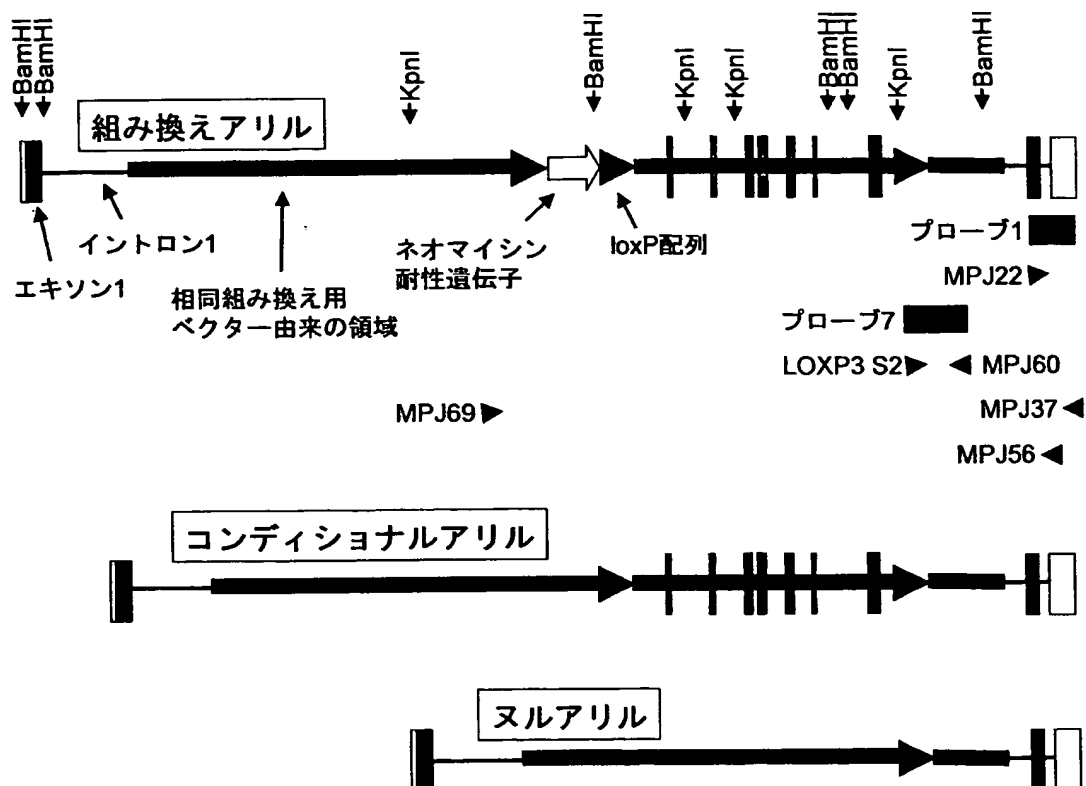 BamHI
BamHI
KpnI
BamHI
KpnI
KpnI
BamHI
BamHI
KpnI
BamHI
組み換えアリル
イントロン1
エキソン1
相同組み換え用
ベクター由来の領域
ネオマイシン
耐性遺伝子
loxP配列
プローブ1
MPJ22
プローブ7
LOXP3 S2
MPJ60
MPJ69
MPJ37
MPJ56
コンディショナルアリル
ヌルアリル